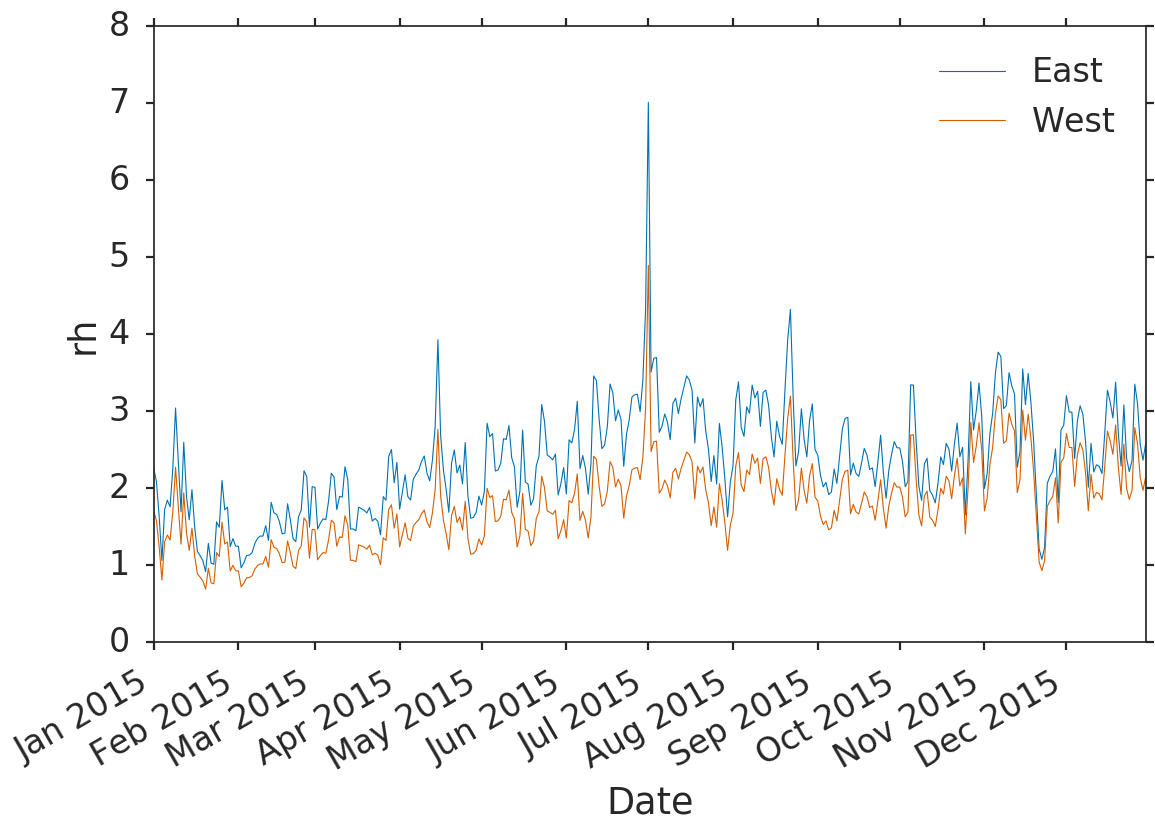 8
7
6
5
4
3
2
1
0
rh
East
West
Jan 2015
Feb 2015
Mar 2015
Apr 2015
May 2015
Jun 2015
Jul 2015
Aug 2015
Sep 2015
Oct 2015
Nov 2015
Dec 2015
Date